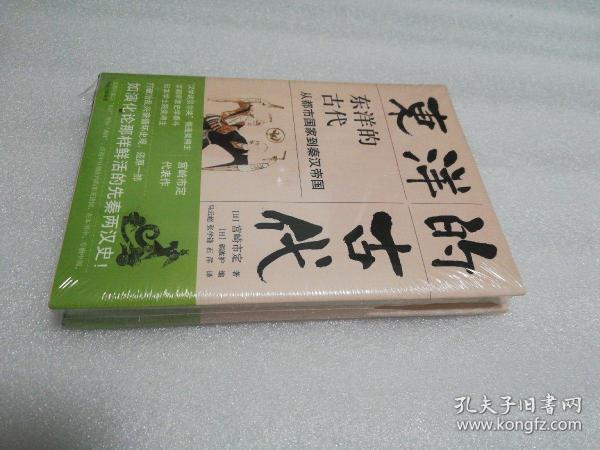 東洋的
古代
东洋的
古代
从都市国家到秦汉帝国
[日] 宫崎市定 著
[日] 砺波护 编
马云超 张学锋 石洋 译
宫崎市定
代表作
如演化论那样鲜活的先秦两汉史！
孔夫子旧书网
www.kongfz.com